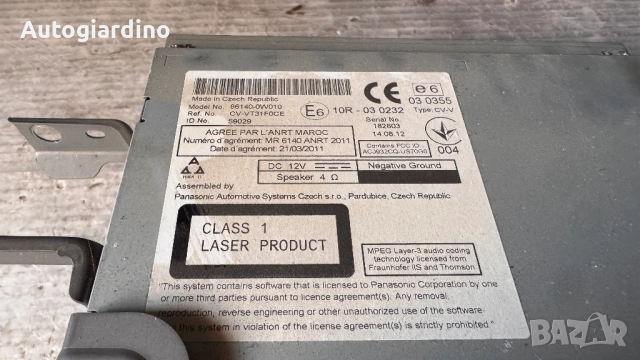 Autogiardino
Made in Czech Republic
Model No. 86140-0W010
Ref. No. CV-VT31F0CE
ID No. 59029
E6
10R - 03 0232
CE
e6
03 0355
Type: CV-V
Serial No.
182603
14.08.12
AGREE PAR L'ANRT MAROC
Numéro d'agrément: MR 6140 ANRT 2011
Date d'agrément: 21/03/2011
Contains FCC ID
004
DC 12V
Negative Ground
Speaker 4 Ω
Assembled by
Panasonic Automotive Systems Czech s.r.o., Pardubice, Czech Republic
CLASS 1
LASER PRODUCT
MPEG Layer-3 audio coding
technology licensed from
Fraunhofer IIS and Thomson
"This system contains software that is licensed to Panasonic Corporation by one
or more third parties pursuant to licence agreement(s). Any removal,
reproduction, reverse engineering or other unauthorized use of the software
this system in violation of the license agreement(s) is strictly prohibited."
BAZAR
bg